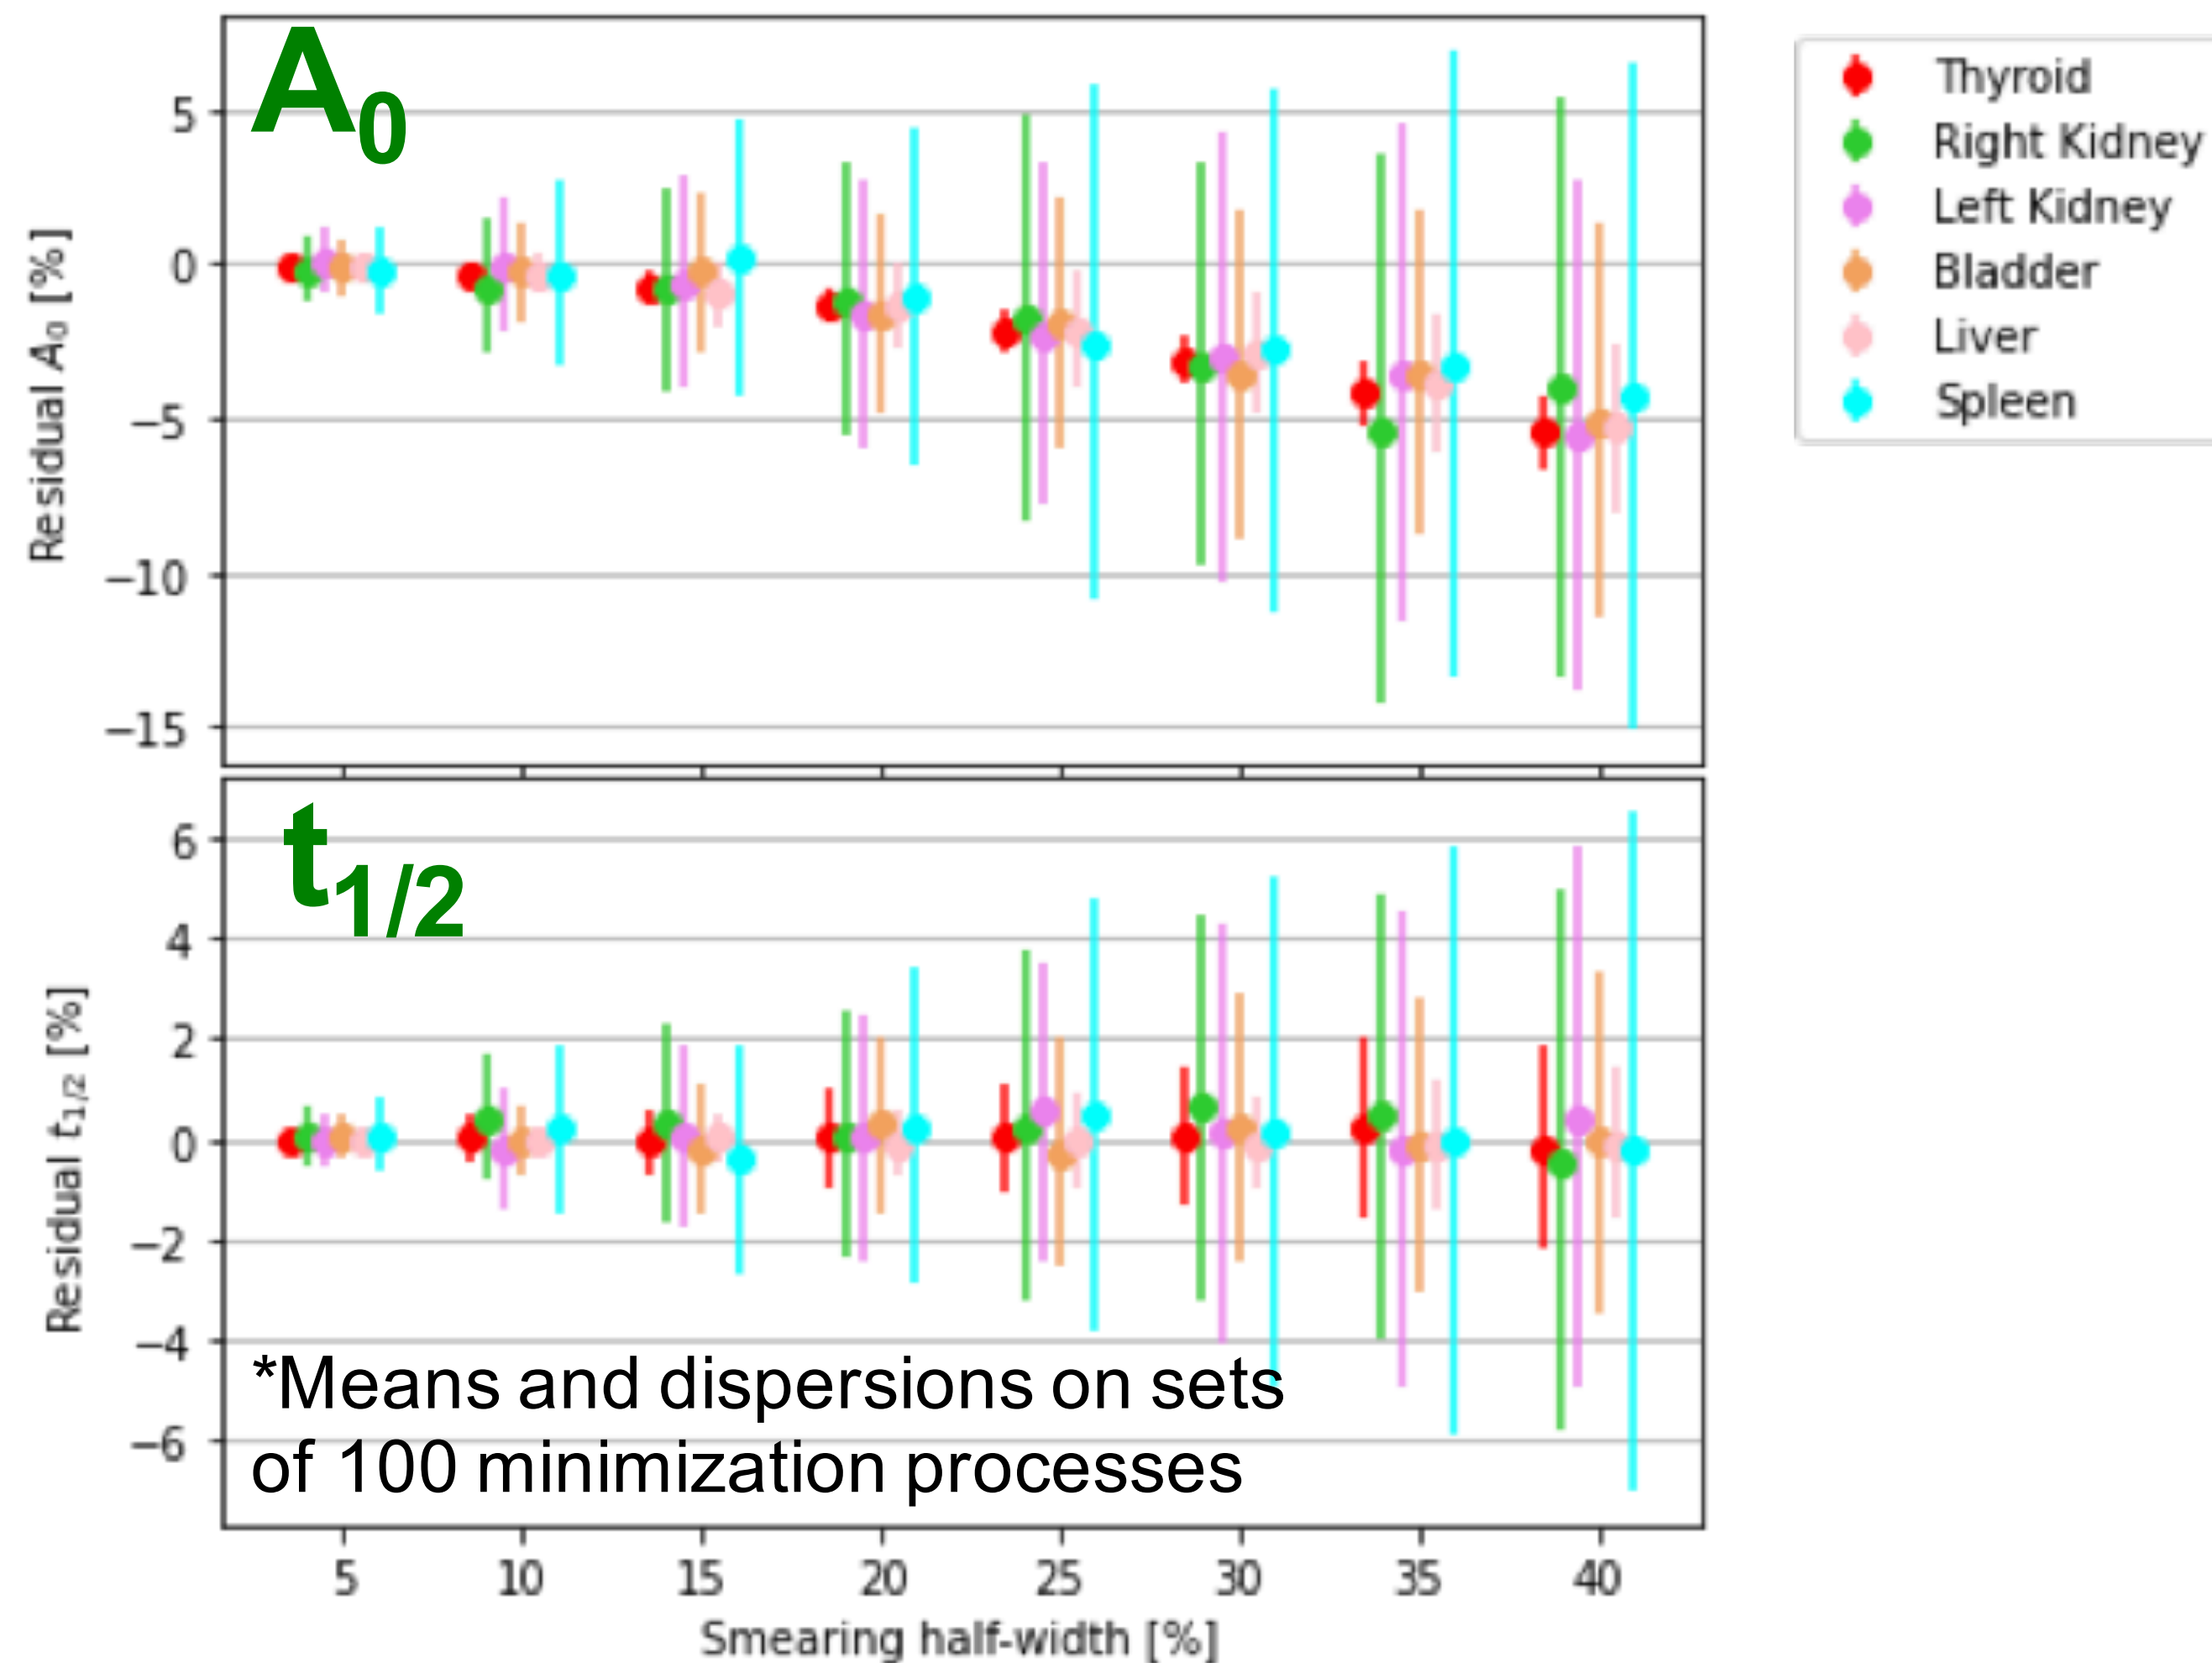 A0
5
0
−5
−10
−15
Residual A0 [%]
Thyroid
Right Kidney
Left Kidney
Bladder
Liver
Spleen
t1/2
6
4
2
0
−2
−4
−6
Residual t1/2 [%]
*Means and dispersions on sets
of 100 minimization processes
5 10 15 20 25 30 35 40
Smearing half-width [%]